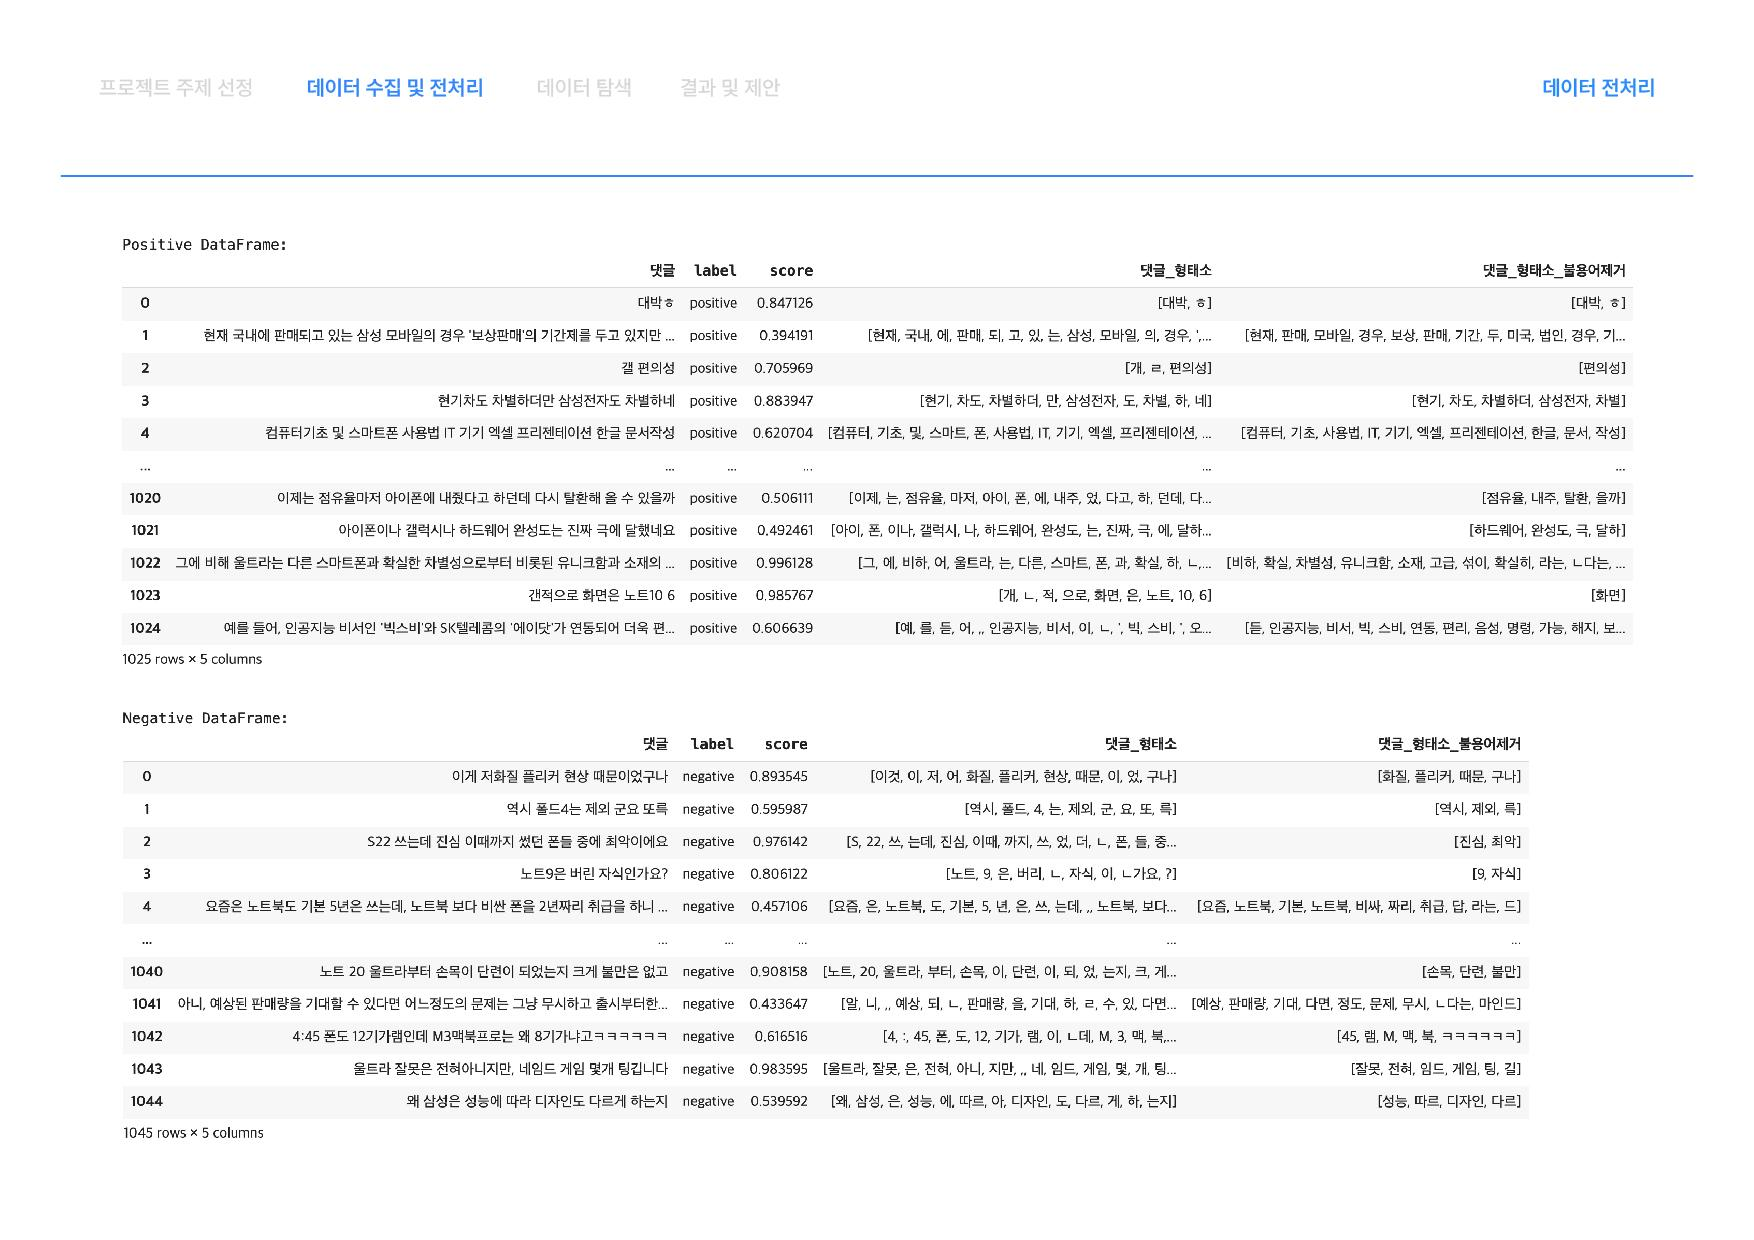 프로젝트 주제 선정 데이터 수집 및 전처리 데이터 탐색 결과 및 제안 데이터 전처리
Positive DataFrame:
댓글 label score 댓글_형태소 댓글_형태소_불용어제거
0 대박ㅎ positive 0.847126 [대박, ㅎ] [대박, ㅎ]
1 현재 국내에 판매되고 있는 삼성 모바일의 경우 '보상판매'의 기간제를 두고 있지만 ... positive 0.394191 [현재, 국내, 에, 판매, 되, 고, 있, 는, 삼성, 모바일, 의, 경우, ',... [현재, 판매, 모바일, 경우, 보상, 판매, 기간, 두, 미국, 법인, 경우, 기...
2 갤 편의성 positive 0.705969 [개, ㄹ, 편의성] [편의성]
3 현기차도 차별하더만 삼성전자도 차별하네 positive 0.883947 [현기, 차도, 차별하더, 만, 삼성전자, 도, 차별, 하, 네] [현기, 차도, 차별하더, 삼성전자, 차별]
4 컴퓨터기초 및 스마트폰 사용법 IT 기기 엑셀 프리젠테이션 한글 문서작성 positive 0.620704 [컴퓨터, 기초, 및, 스마트, 폰, 사용법, IT, 기기, 엑셀, 프리젠테이션, ... [컴퓨터, 기초, 사용법, IT, 기기, 엑셀, 프리젠테이션, 한글, 문서, 작성]
... ... ... ... ... ...
1020 이제는 점유율마저 아이폰에 내줬다고 하던데 다시 탈환해 올 수 있을까 positive 0.506111 [이제, 는, 점유율, 마저, 아이, 폰, 에, 내주, 었, 다고, 하, 던데, 다... [점유율, 내주, 탈환, 을까]
1021 아이폰이나 갤럭시나 하드웨어 완성도는 진짜 극에 달했네요 positive 0.492461 [아이, 폰, 이나, 갤럭시, 나, 하드웨어, 완성도, 는, 진짜, 극, 에, 달하... [하드웨어, 완성도, 극, 달하]
1022 그에 비해 울트라는 다른 스마트폰과 확실한 차별성으로부터 비롯된 유니크함과 소재의 ... positive 0.996128 [그, 에, 비하, 어, 울트라, 는, 다른, 스마트, 폰, 과, 확실, 하, ㄴ,... [비하, 확실, 차별성, 유니크함, 소재, 고급, 섞이, 확실히, 라는, ㄴ다는, ...
1023 갠적으로 화면은 노트10 6 positive 0.985767 [개, ㄴ, 적, 으로, 화면, 은, 노트, 10, 6] [화면]
1024 예를 들어, 인공지능 비서인 '빅스비'와 SK텔레콤의 '에이닷'가 연동되어 더욱 편... positive 0.606639 [예, 를, 듣, 어, ,, 인공지능, 비서, 이, ㄴ, ', 빅, 스비, ', 오... [듣, 인공지능, 비서, 빅, 스비, 연동, 편리, 음성, 명령, 가능, 해지, 보...
1025 rows × 5 columns
Negative DataFrame:
댓글 label score 댓글_형태소 댓글_형태소_불용어제거
0 이게 저화질 플리커 현상 때문이었구나 negative 0.893545 [이것, 이, 저, 어, 화질, 플리커, 현상, 때문, 이, 었, 구나] [화질, 플리커, 때문, 구나]
1 역시 폴드4는 제외 군요 또륵 negative 0.595987 [역시, 폴드, 4, 는, 제외, 군, 요, 또, 륵] [역시, 제외, 륵]
2 S22 쓰는데 진심 이때까지 썼던 폰들 중에 최악이에요 negative 0.976142 [S, 22, 쓰, 는데, 진심, 이때, 까지, 쓰, 었, 더, ㄴ, 폰, 들, 중... [진심, 최악]
3 노트9은 버린 자식인가요? negative 0.806122 [노트, 9, 은, 버리, ㄴ, 자식, 이, ㄴ가요, ?] [9, 자식]
4 요즘은 노트북도 기본 5년은 쓰는데, 노트북 보다 비싼 폰을 2년짜리 취급을 하니 ... negative 0.457106 [요즘, 은, 노트북, 도, 기본, 5, 년, 은, 쓰, 는데, ,, 노트북, 보다... [요즘, 노트북, 기본, 노트북, 비싸, 짜리, 취급, 답, 라는, 드]
... ... ... ... ... ...
1040 노트 20 울트라부터 손목이 단련이 되었는지 크게 불만은 없고 negative 0.908158 [노트, 20, 울트라, 부터, 손목, 이, 단련, 이, 되, 었, 는지, 크, 게... [손목, 단련, 불만]
1041 아니, 예상된 판매량을 기대할 수 있다면 어느정도의 문제는 그냥 무시하고 출시부터한... negative 0.433647 [알, 니, ,, 예상, 되, ㄴ, 판매량, 을, 기대, 하, ㄹ, 수, 있, 다면... [예상, 판매량, 기대, 다면, 정도, 문제, 무시, ㄴ다는, 마인드]
1042 4:45 폰도 12기가램인데 M3맥북프로는 왜 8기가냐고ㅋㅋㅋㅋㅋㅋ negative 0.616516 [4, :, 45, 폰, 도, 12, 기가, 램, 이, ㄴ데, M, 3, 맥, 북,... [45, 램, M, 맥, 북, ㅋㅋㅋㅋㅋㅋ]
1043 울트라 잘못은 전혀아니지만, 네임드 게임 몇개 팅깁니다 negative 0.983595 [울트라, 잘못, 은, 전혀, 아니, 지만, ,, 네, 임드, 게임, 몇, 개, 팅... [잘못, 전혀, 임드, 게임, 팅, 길]
1044 왜 삼성은 성능에 따라 디자인도 다르게 하는지 negative 0.539592 [왜, 삼성, 은, 성능, 에, 따르, 아, 디자인, 도, 다르, 게, 하, 는지] [성능, 따르, 디자인, 다르]
1045 rows × 5 columns